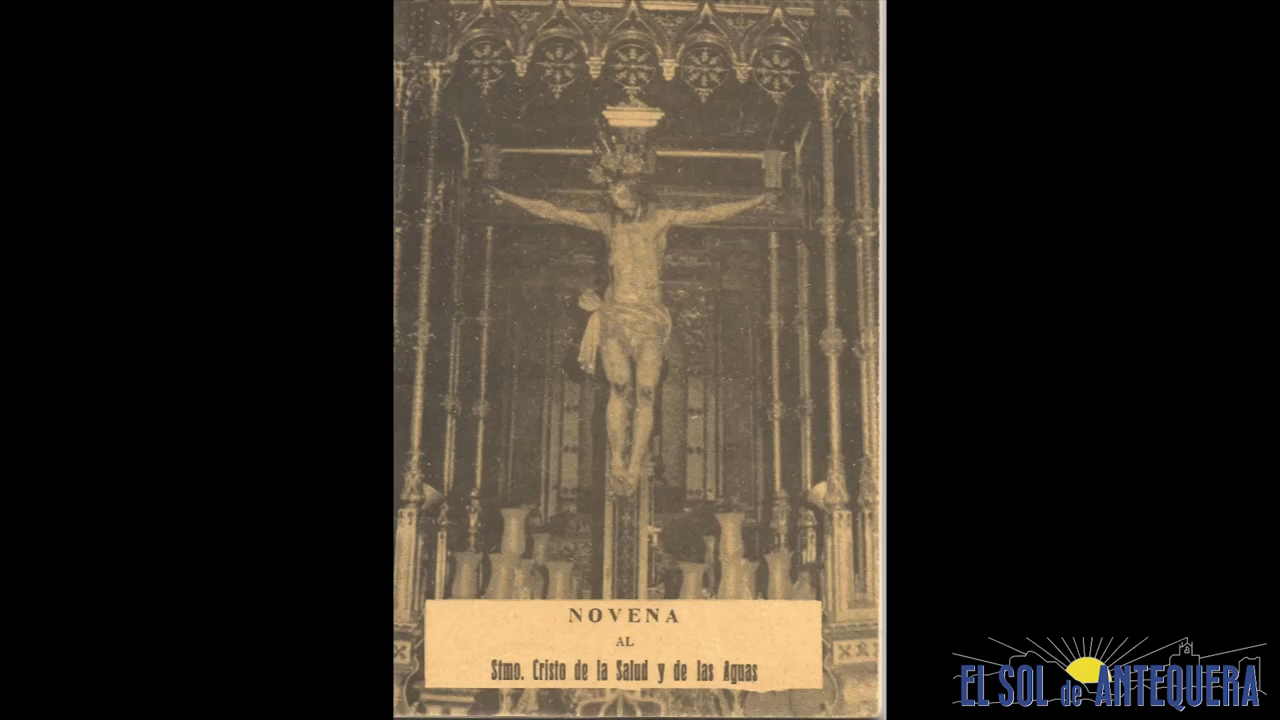 NOVENA
AL
Stmo. Cristo de la Salud y de las Aguas
EL SOL de ANTEQUERA